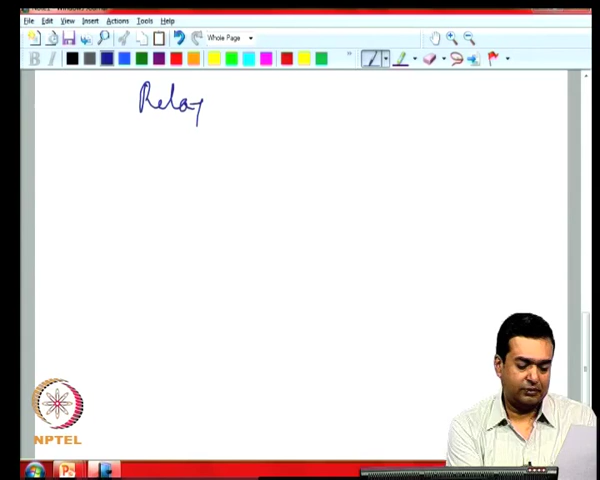 File Edit View Insert Actions Tools Help
Whole Page
B I
Relay
NPTEL